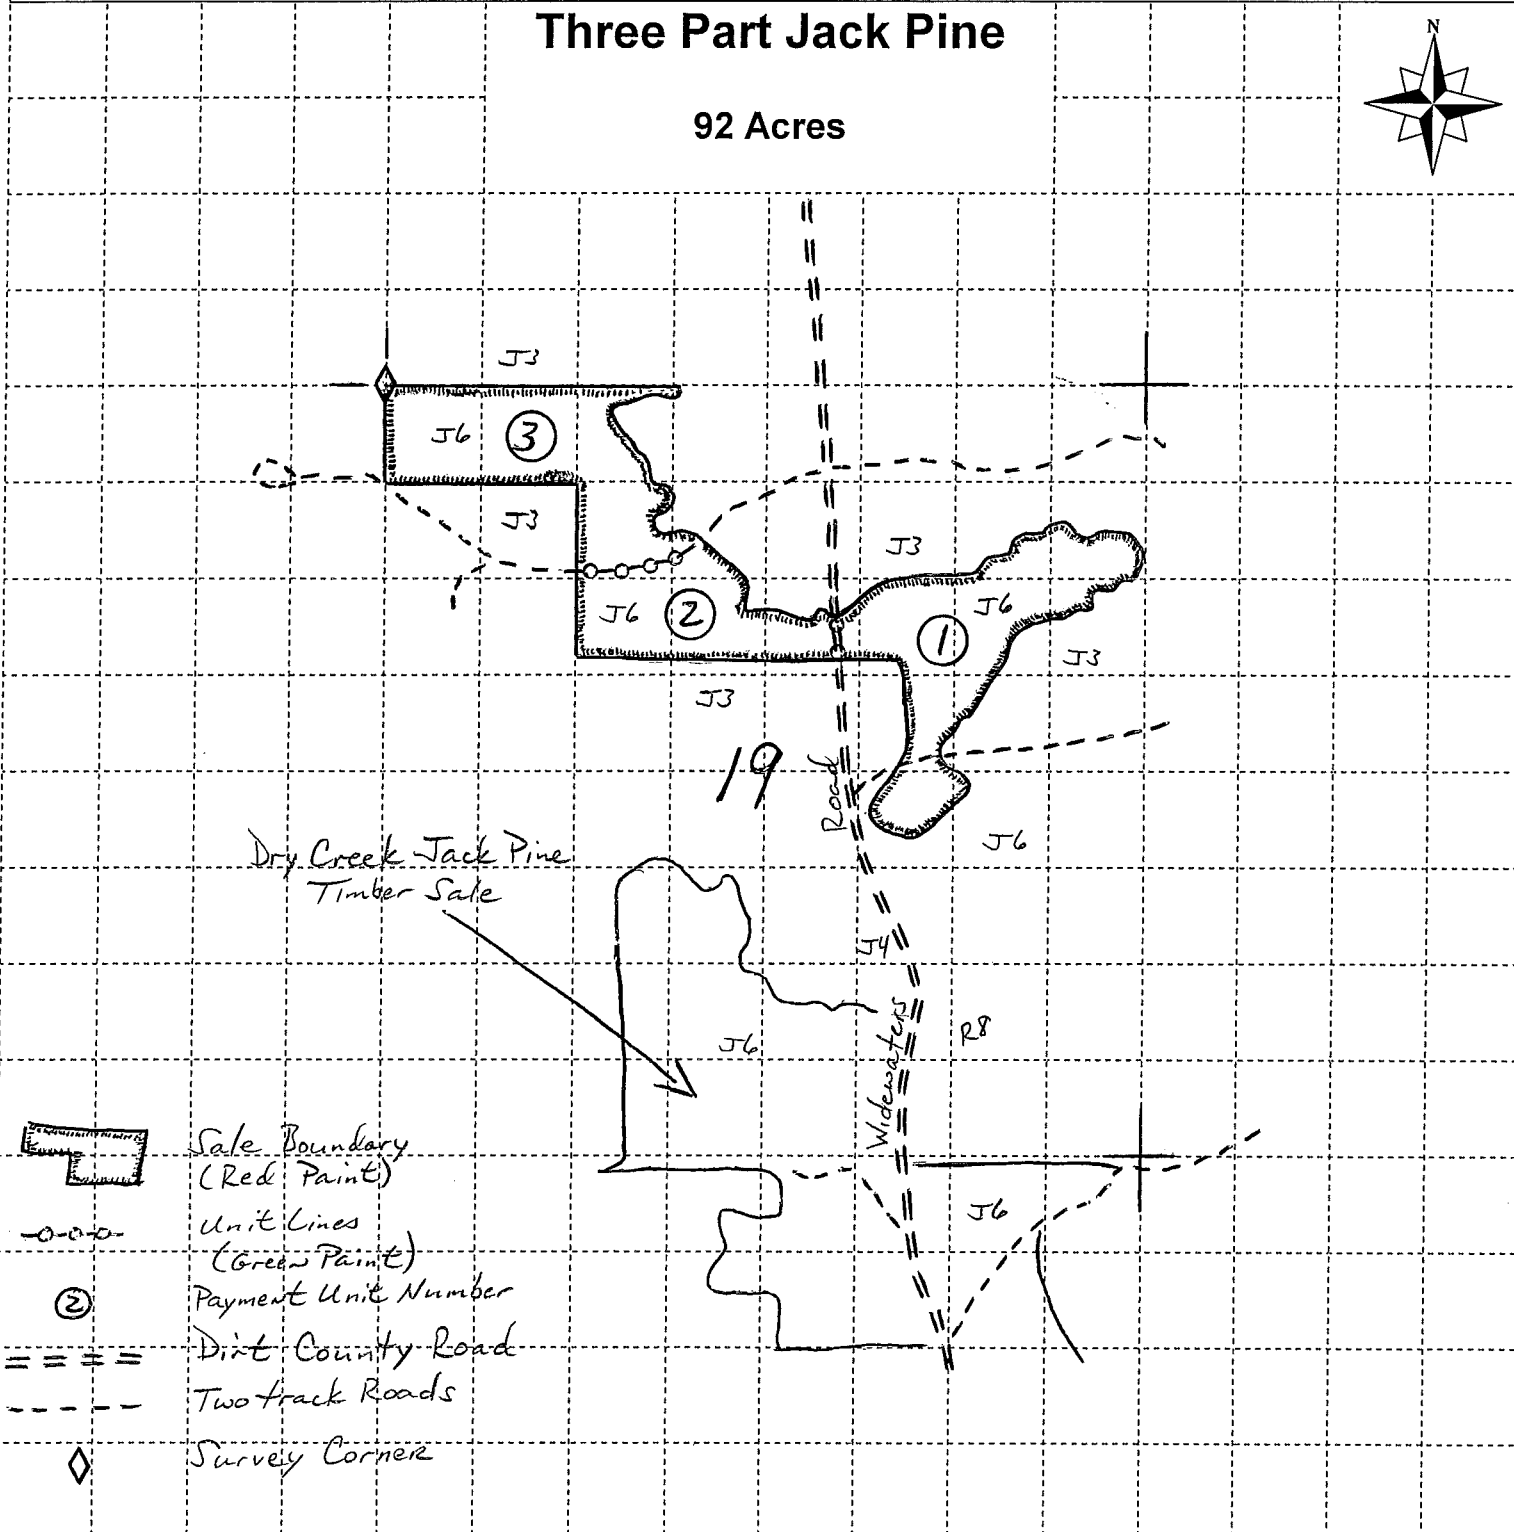 Three Part Jack Pine
N
92 Acres
J3
J6 3
J3
J3
J6
J6 2
1
J3
J3
19
Road
J6
Dry Creek Jack Pine
Timber Sale
J4
R8
J6
Widewaters
J6
Sale Boundary
(Red Paint)
Unit Lines
(Green Paint)
2 Payment Unit Number
Dirt County Road
Two track Roads
Survey Corner